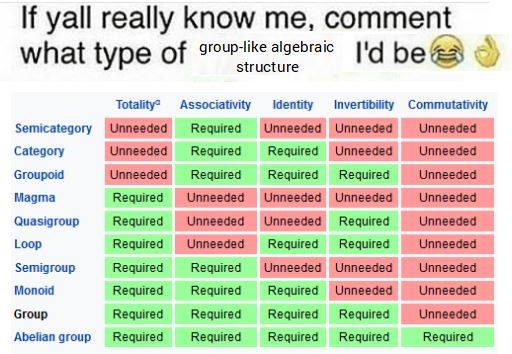 If yall really know me, comment
what type of group-like algebraic structure I'd be😂👌
Totalityα Associativity Identity Invertibility Commutativity
Semicategory Unneeded Required Unneeded Unneeded Unneeded
Category Unneeded Required Required Unneeded Unneeded
Groupoid Unneeded Required Required Required Unneeded
Magma Required Unneeded Unneeded Unneeded Unneeded
Quasigroup Required Unneeded Unneeded Required Unneeded
Loop Required Unneeded Required Required Unneeded
Semigroup Required Required Unneeded Unneeded Unneeded
Monoid Required Required Required Unneeded Unneeded
Group Required Required Required Required Unneeded
Abelian group Required Required Required Required Required